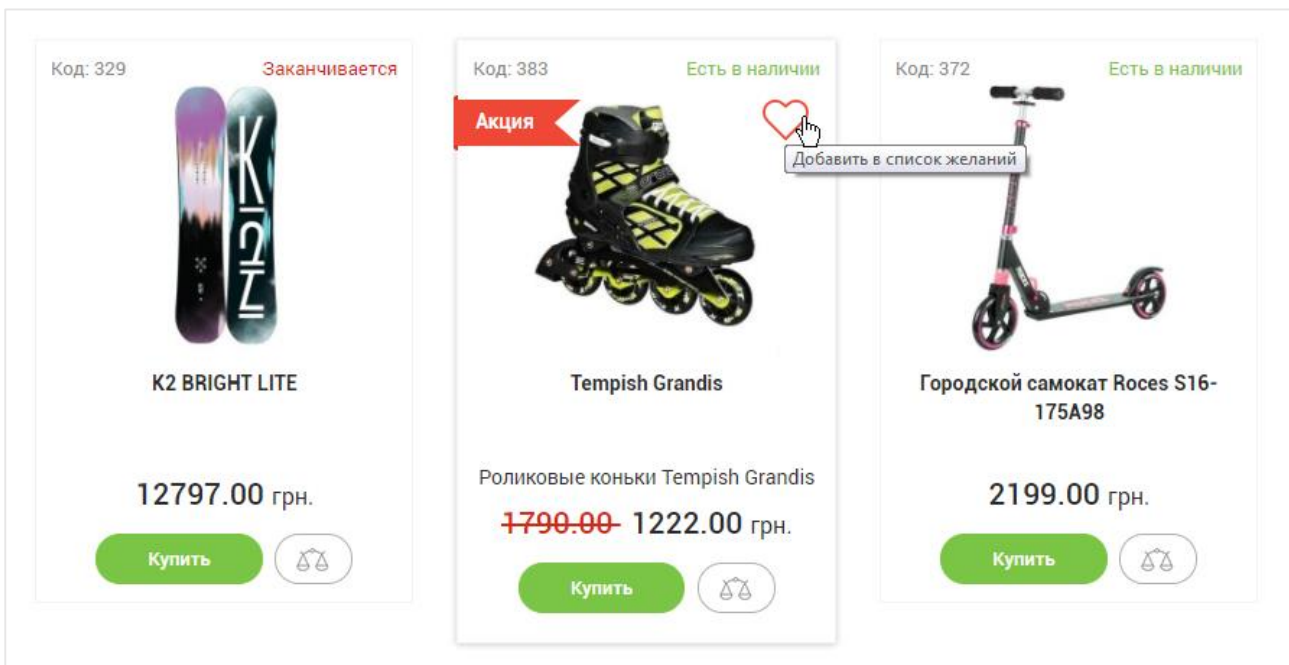 Код: 329
Заканчивается
K2
K2 BRIGHT LITE
12797.00 грн.
Купить
Код: 383
Есть в наличии
Акция
Добавить в список желаний
Tempish Grandis
Роликовые коньки Tempish Grandis
1790.00 1222.00 грн.
Купить
Код: 372
Есть в наличии
Городской самокат Roces S16-
175A98
2199.00 грн.
Купить